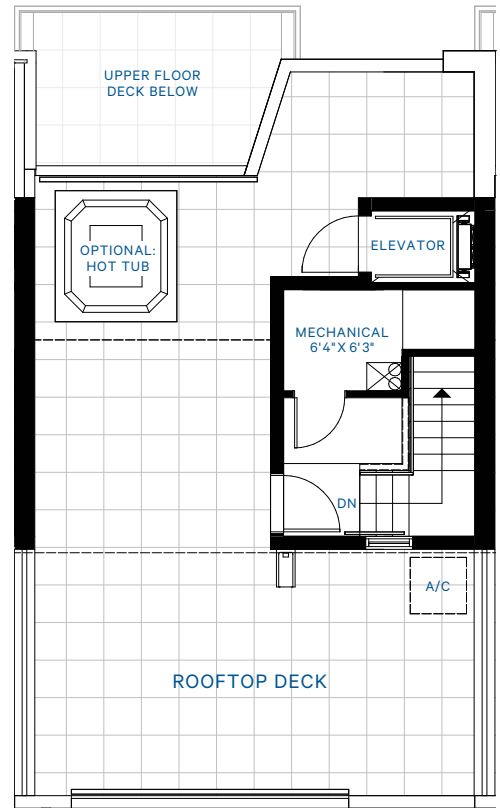 UPPER FLOOR
DECK BELOW
ELEVATOR
OPTIONAL:
HOT TUB
MECHANICAL
6'4" X 6'3"
DN
A/C
ROOFTOP DECK